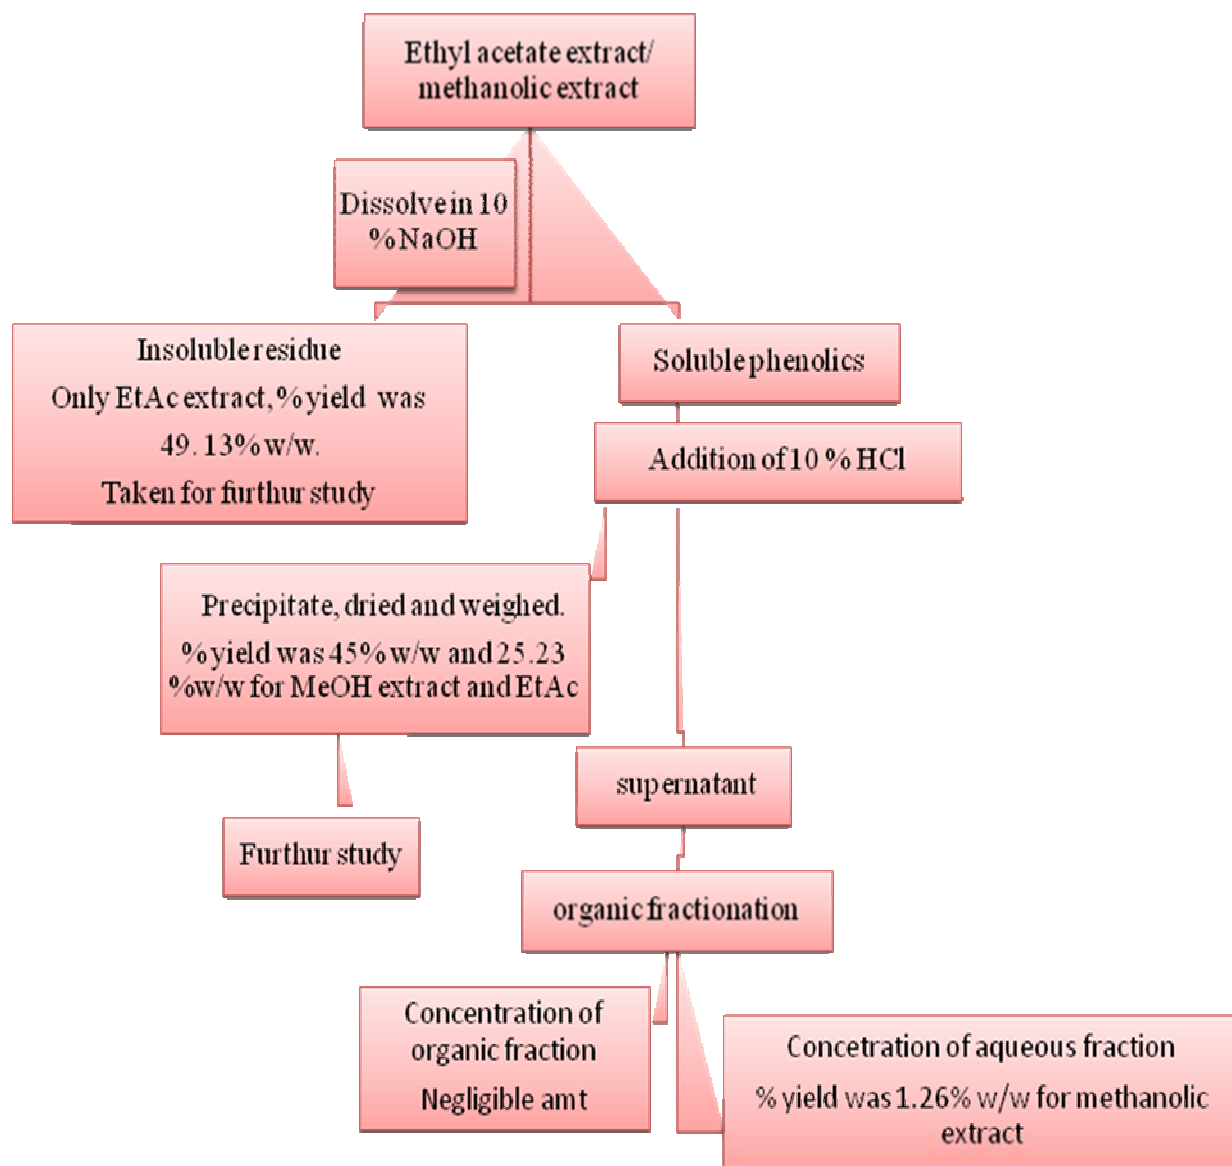 Ethyl acetate extract/
methanolic extract
Dissolve in 10
% NaOH
Insoluble residue
Only EtAc extract, % yield was
49. 13% w/w.
Taken for furthur study
Soluble phenolics
Addition of 10 % HCl
Precipitate, dried and weighed.
% yield was 45% w/w and 25.23
%w/w for MeOH extract and EtAc
Furthur study
supernatant
organic fractionation
Concentration of
organic fraction
Negligible amt
Concetration of aqueous fraction
% yield was 1.26% w/w for methanolic
extract